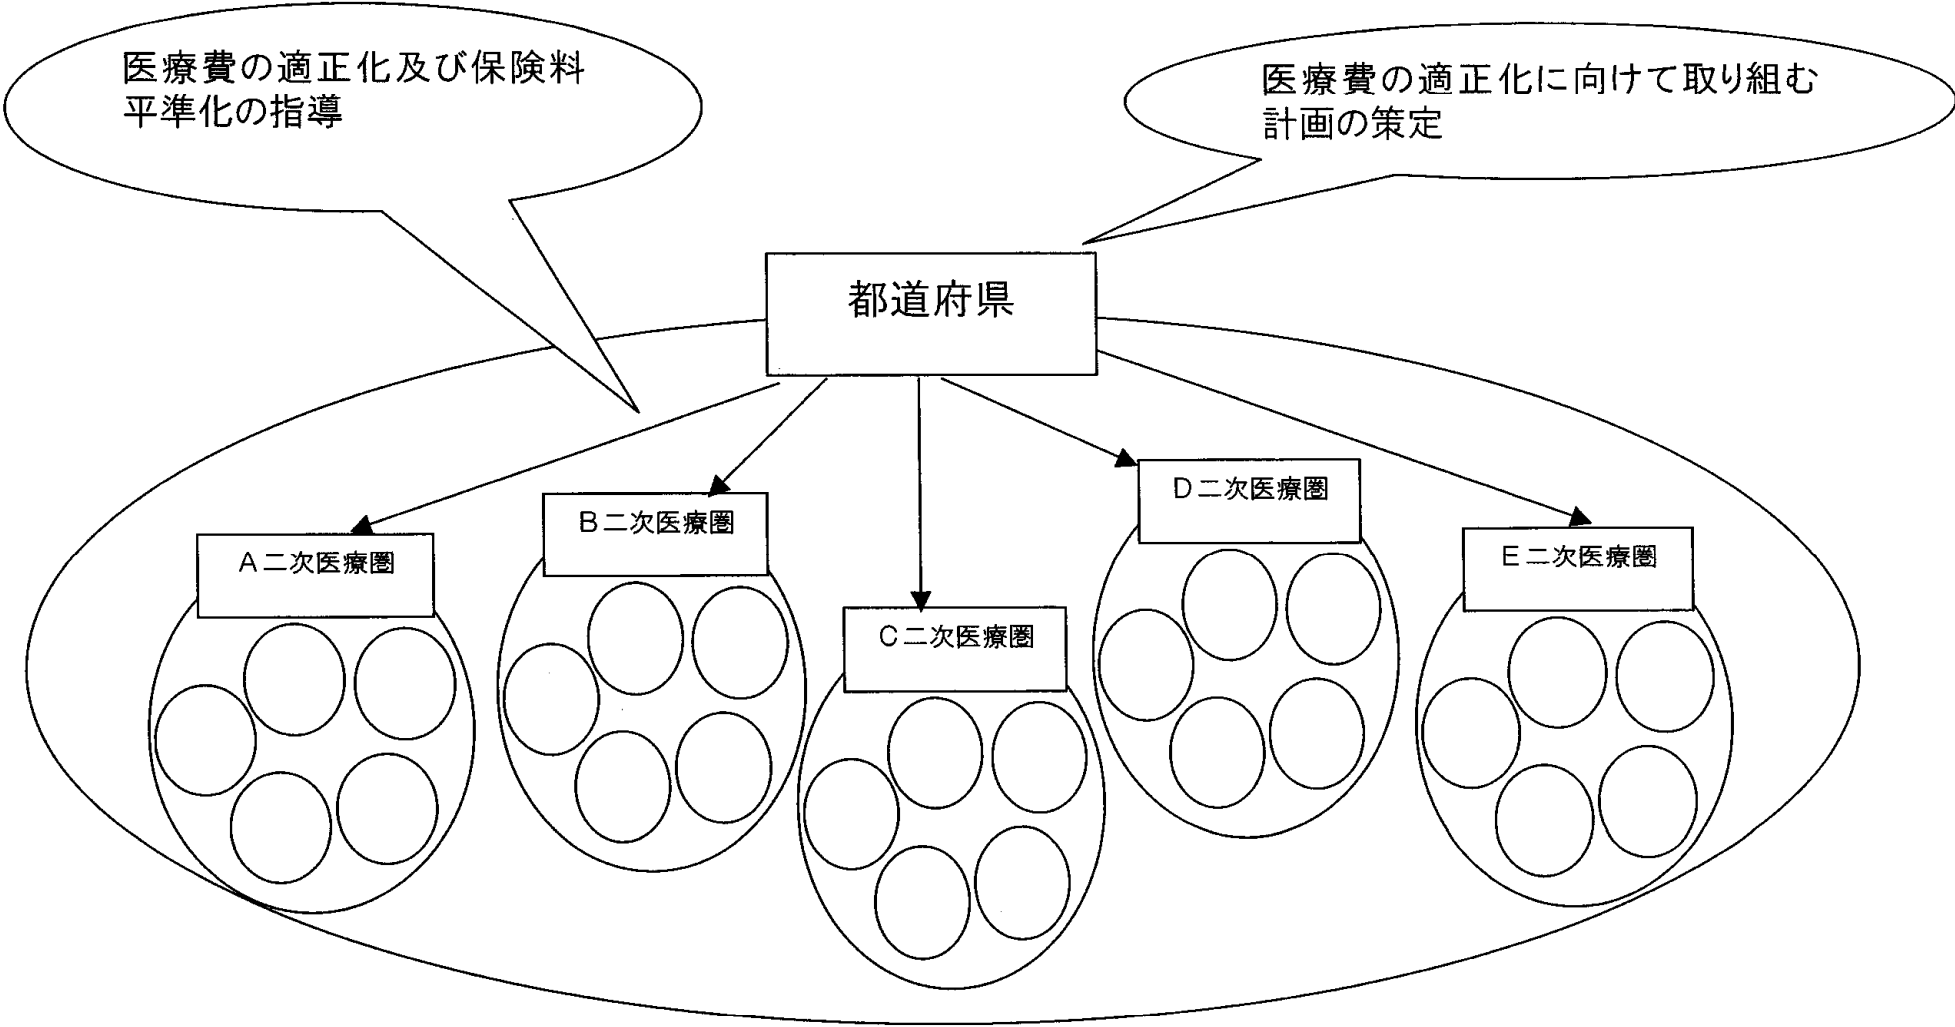 医療費の適正化及び保険料
平準化の指導
医療費の適正化に向けて取り組む
計画の策定
都道府県
A二次医療圏
B二次医療圏
C二次医療圏
D二次医療圏
E二次医療圏